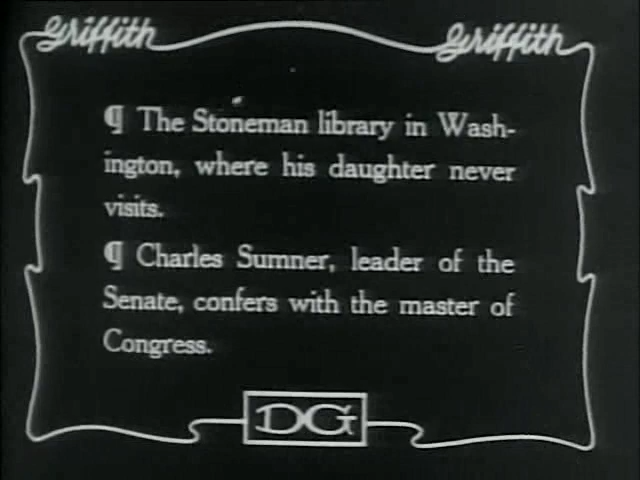 Griffith Griffith
¶ The Stoneman library in Wash-
ington, where his daughter never
visits.
¶ Charles Sumner, leader of the
Senate, confers with the master of
Congress.
DG